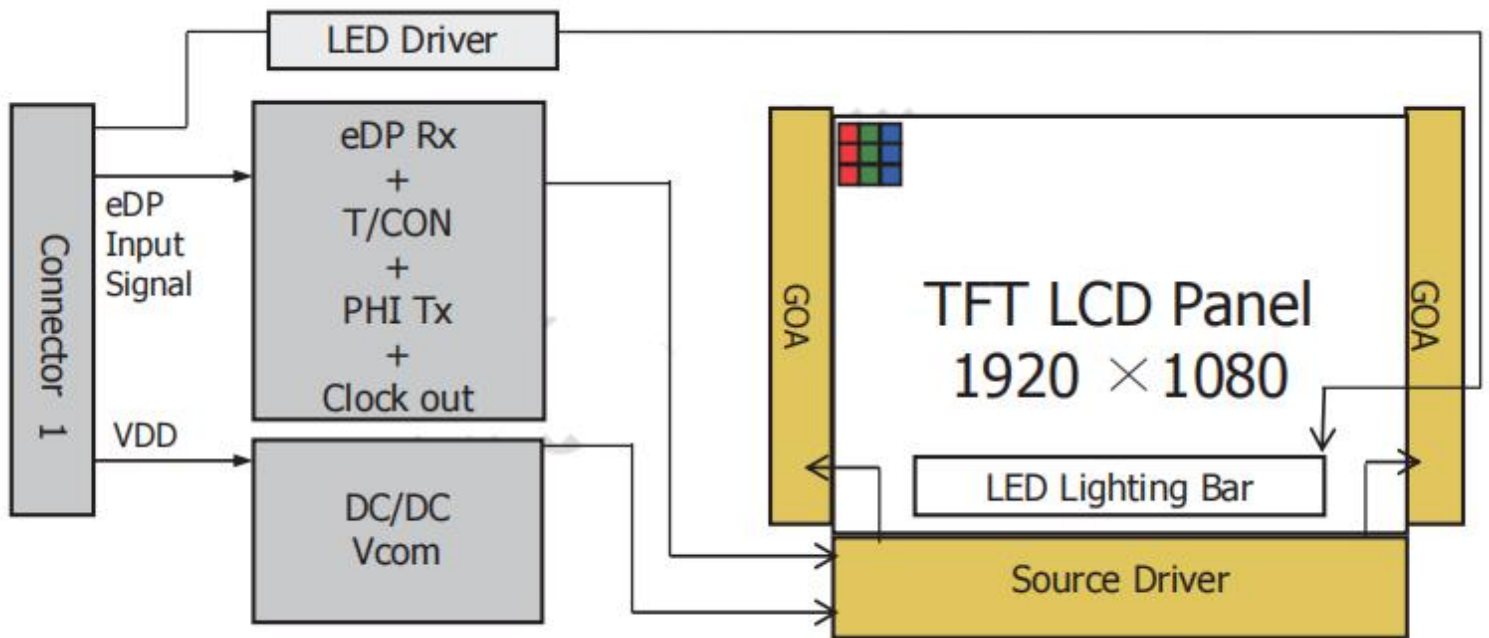 LED Driver
Connector 1
eDP
Input
Signal
VDD
eDP Rx
+
T/CON
+
PHI Tx
+
Clock out
DC/DC
Vcom
GOA
TFT LCD Panel
1920 ×1080
GOA
LED Lighting Bar
Source Driver